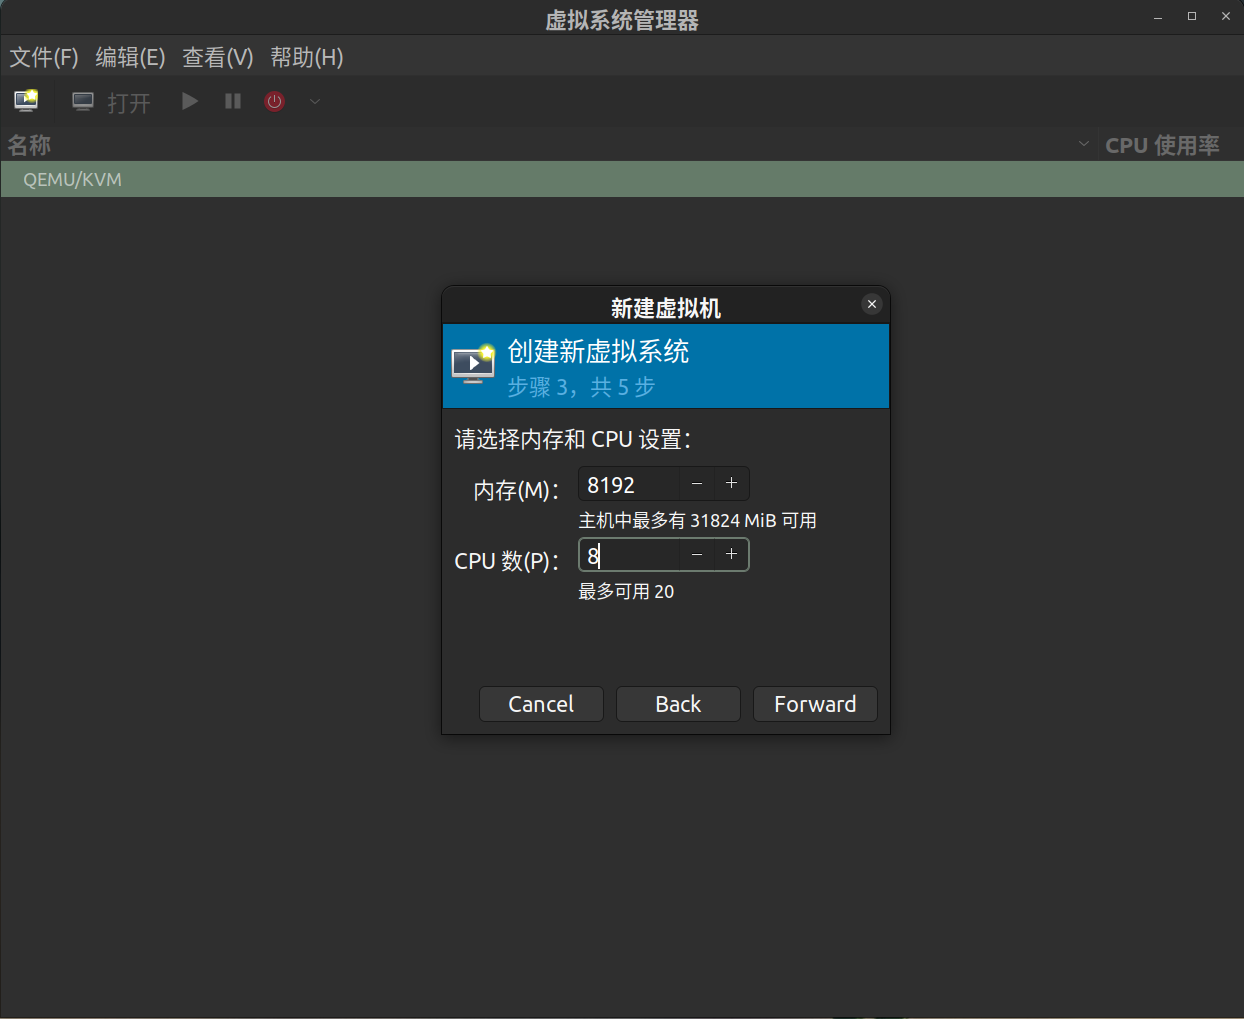 虚拟系统管理器
文件(F) 编辑(E) 查看(V) 帮助(H)
打开
名称 CPU 使用率
QEMU/KVM
新建虚拟机
创建新虚拟系统
步骤 3，共 5 步
请选择内存和 CPU 设置：
内存(M)： 8192
主机中最多有 31824 MiB 可用
CPU 数(P)： 8
最多可用 20
Cancel Back Forward